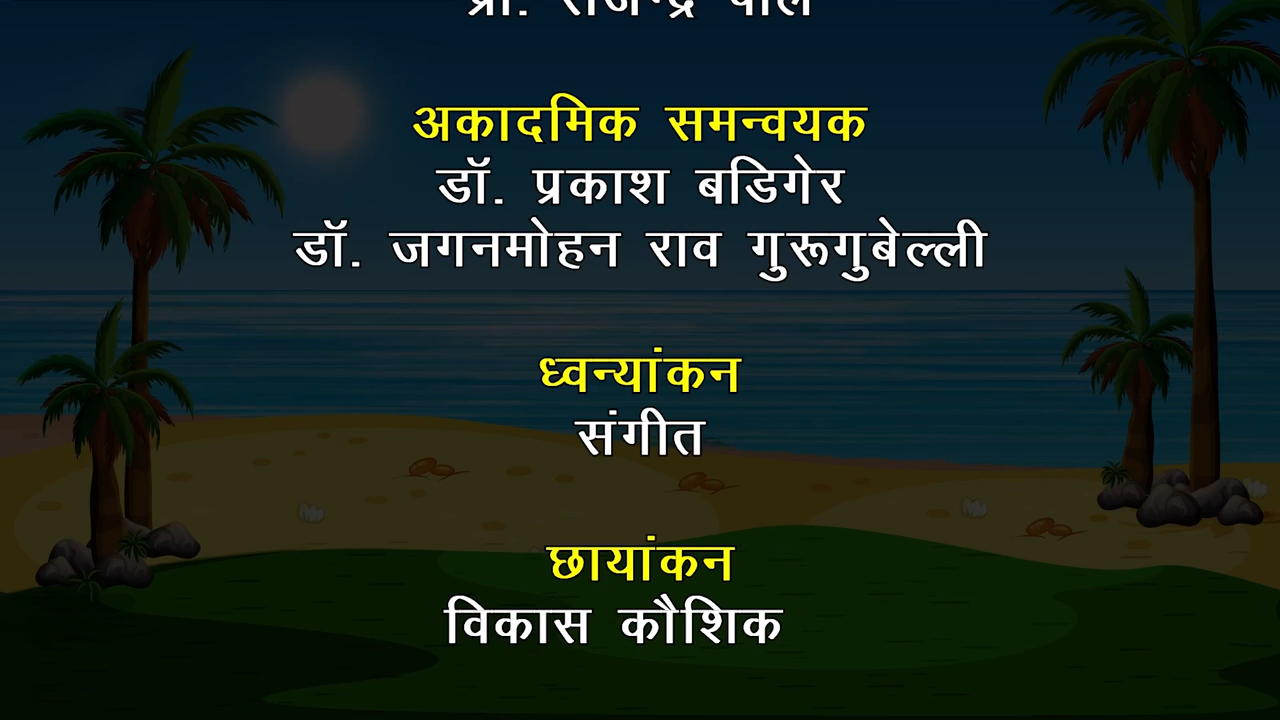 प्रो. राजेन्द्र पाल
अकादमिक समन्वयक
डॉ. प्रकाश बडिगेर
डॉ. जगनमोहन राव गुरूगुबेल्ली
ध्वन्यांकन
संगीत
छायांकन
विकास कौशिक